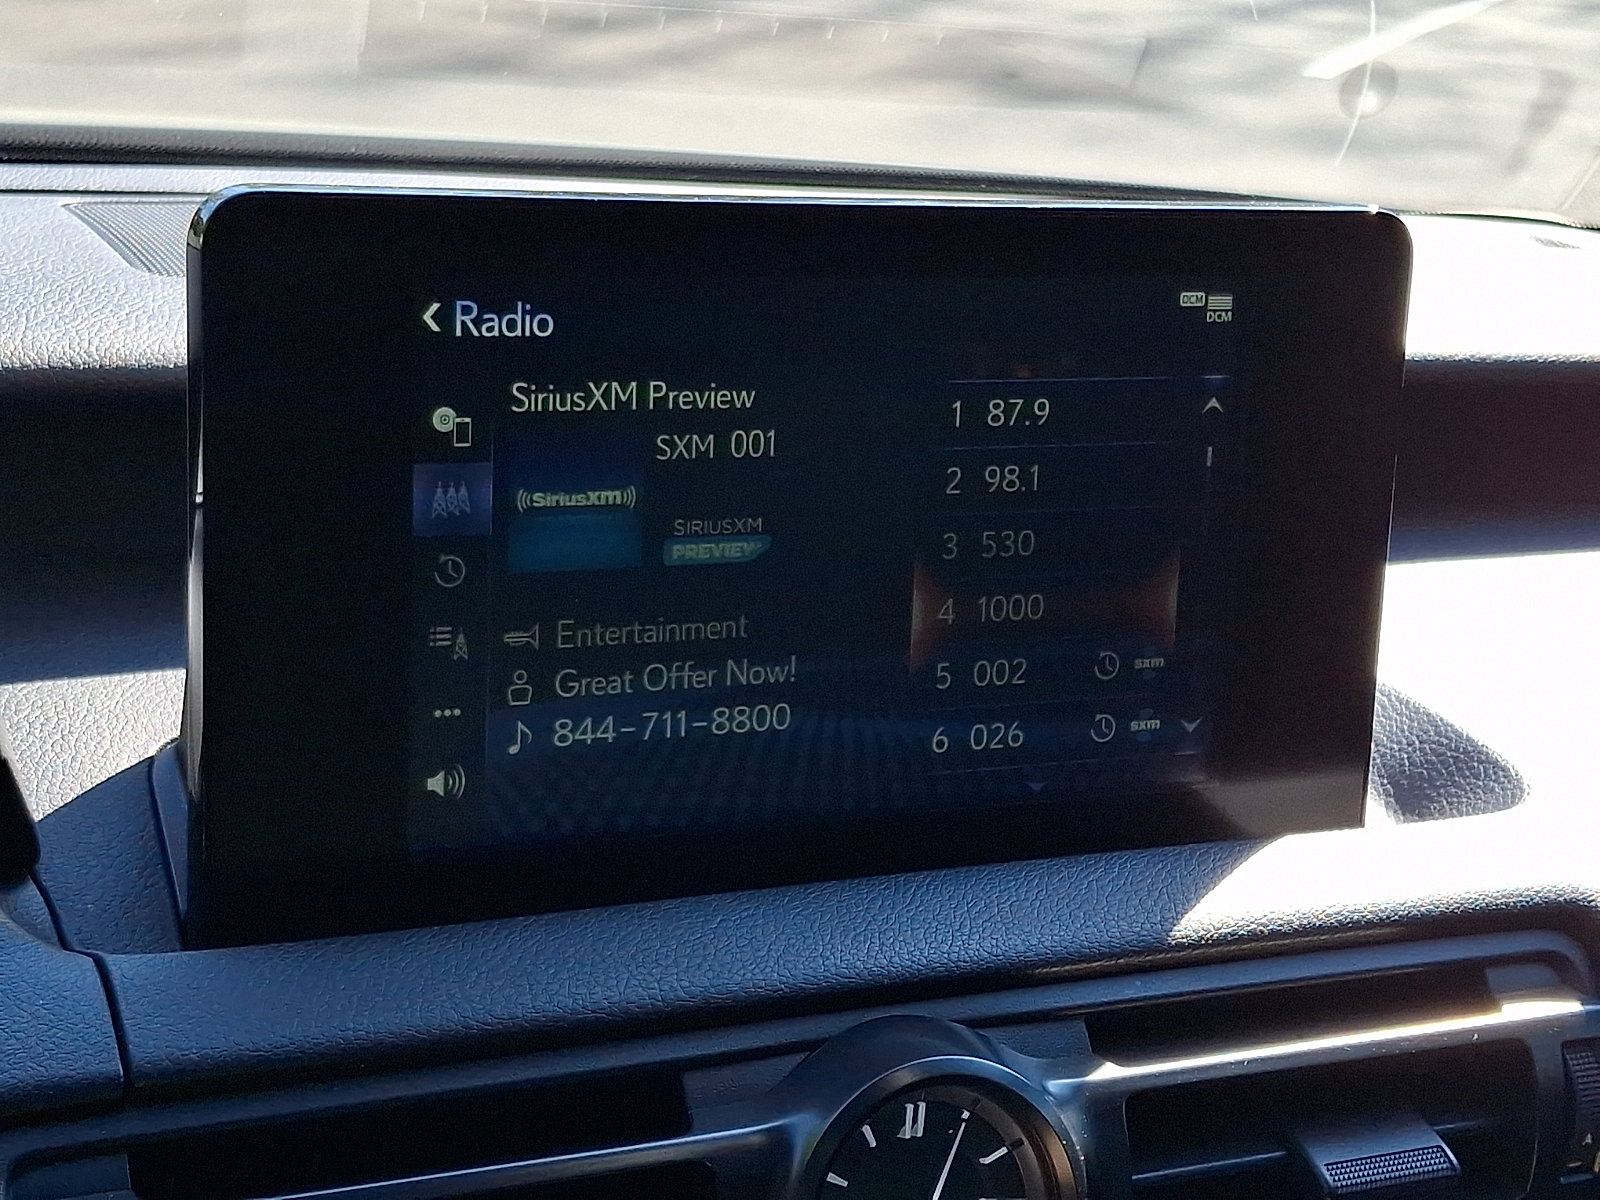 Radio
DCM
DCM
SiriusXM Preview
SXM 001
((SiriusXM))
SIRIUSXM
PREVIEW
Entertainment
Great Offer Now!
844-711-8800
1 87.9
2 98.1
3 530
4 1000
5 002 sxm
6 026 sxm